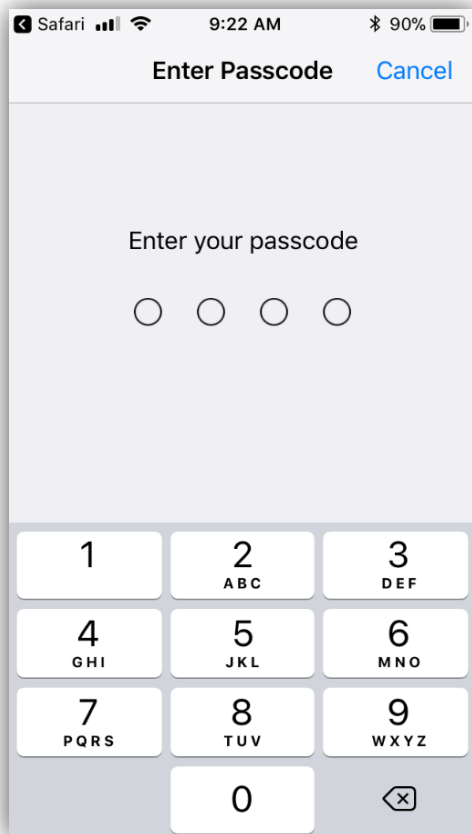 Safari 9:22 AM 90%
Enter Passcode Cancel
Enter your passcode
1 2 3
ABC DEF
4 5 6
GHI JKL MNO
7 8 9
PQRS TUV WXYZ
0